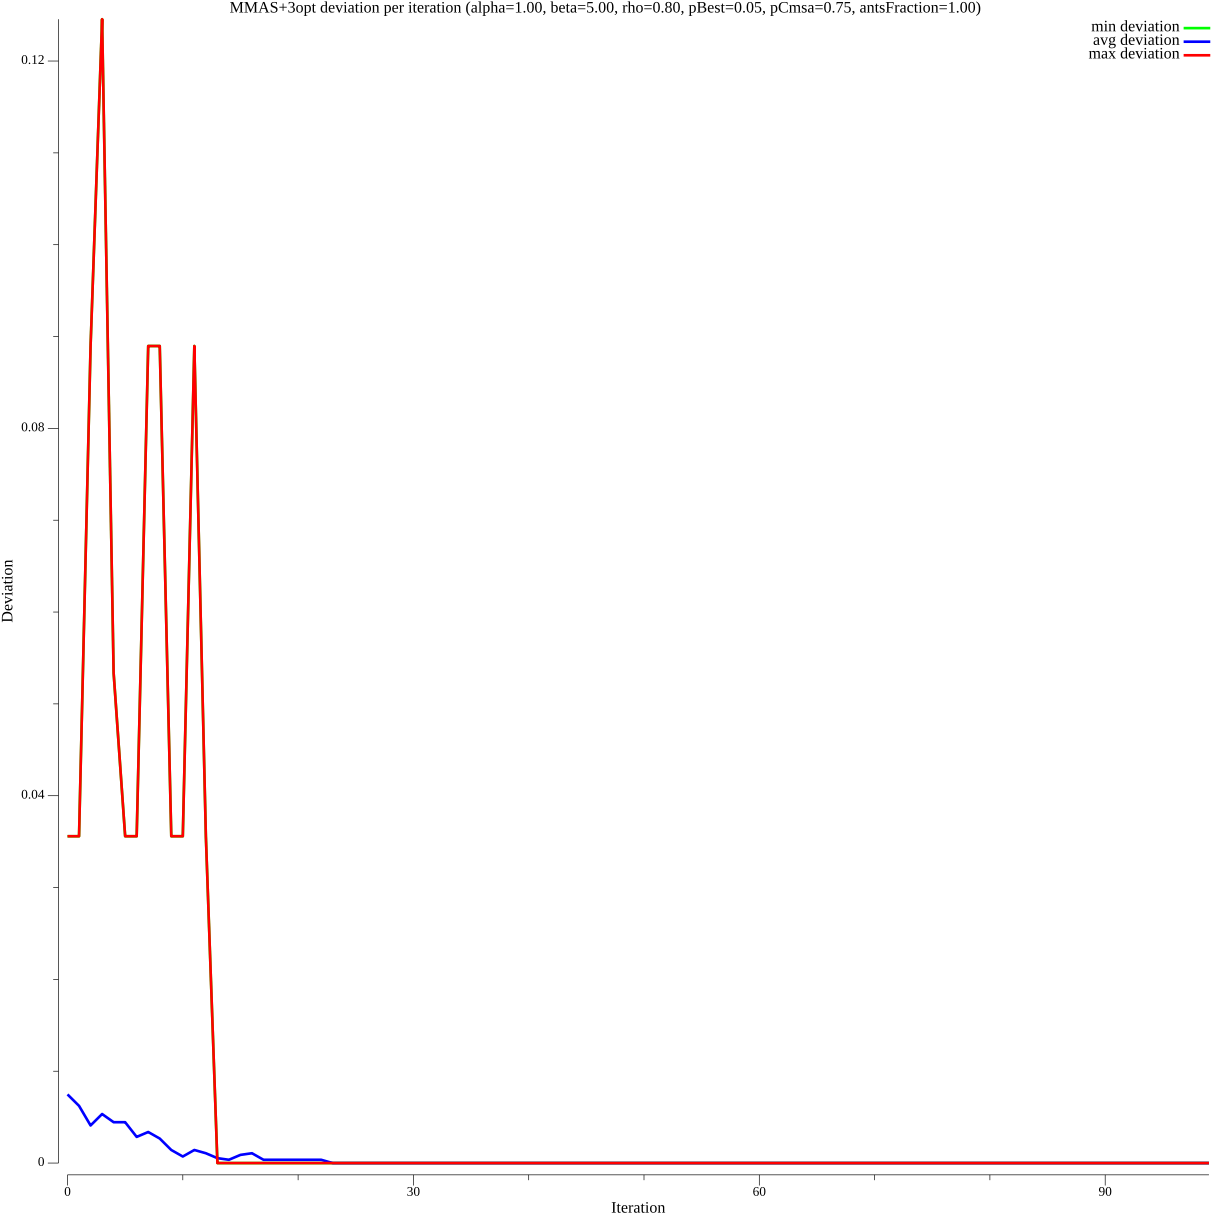 MMAS+3opt deviation per iteration (alpha=1.00, beta=5.00, rho=0.80, pBest=0.05, pCmsa=0.75, antsFraction=1.00)
min deviation
avg deviation
max deviation
0.12
0.08
0.04
0
Deviation
0
30
60
90
Iteration